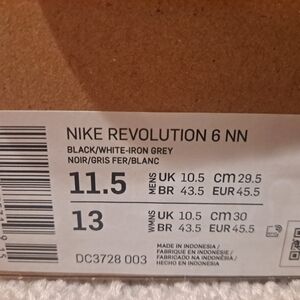 NIKE REVOLUTION 6 NN
BLACK/WHITE-IRON GREY
NOIR/GRIS FER/BLANC
11.5 MENS UK 10.5 CM 29.5
BR 43.5 EUR 45.5
13 WMNS UK 10.5 CM 30
BR 43.5 EUR 45.5
DC3728 003
MADE IN INDONESIA/
FABRIQUE EN INDONESIE/
FABRICADO NA INDONÉSIA/
HECHO EN INDONESIA